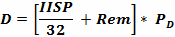 D = [IISP/32 + Rem] * P_D